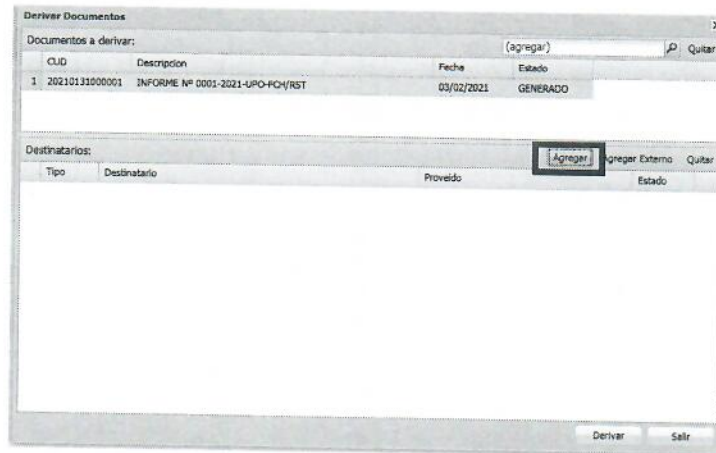 Derivar Documentos
Documentos a derivar: (agregar) Quitar
CUD Descripcion Fecha Estado
1 20210131000001 INFORME Nº 0001-2021-UPO-FCH/RST 03/02/2021 GENERADO
Destinatarios: Agregar Agregar Externo Quitar
Tipo Destinatario Proveido Estado
Derivar Salir